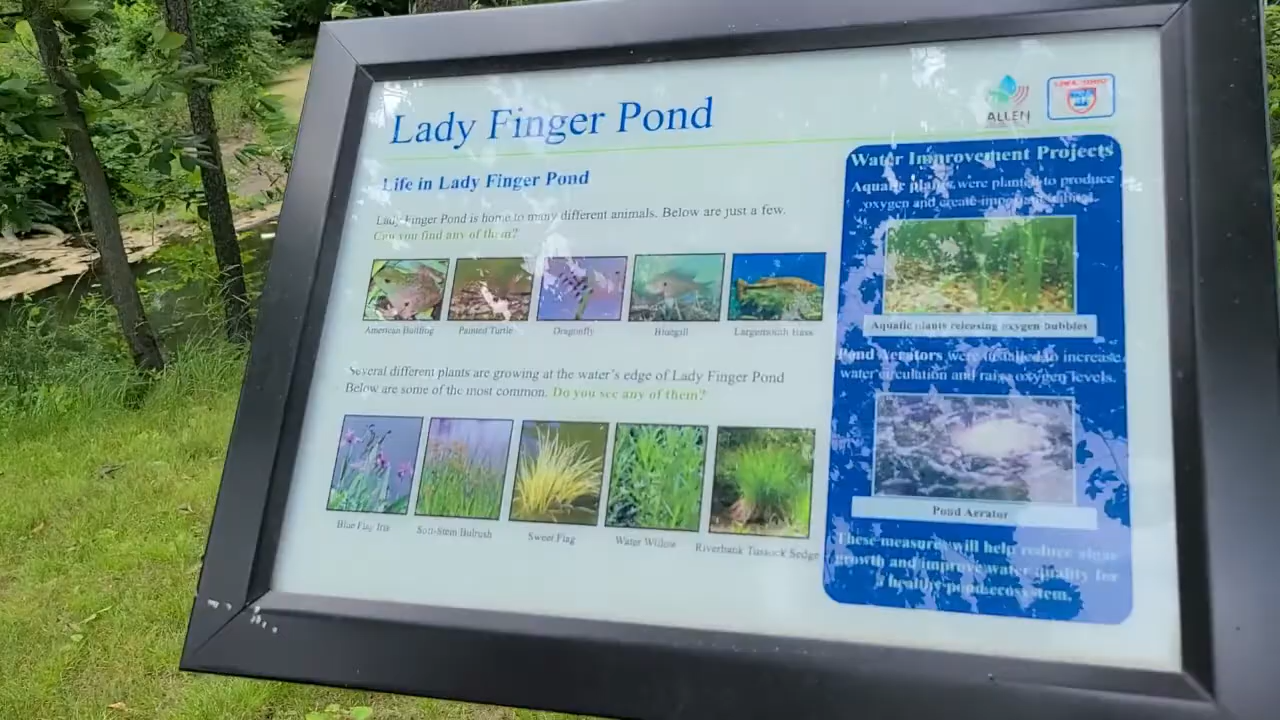 Lady Finger Pond
ALLEN
Life in Lady Finger Pond
Lady Finger Pond is home to many different animals. Below are just a few.
Can you find any of them?
American Bullfrog
Painted Turtle
Dragonfly
Bluegill
Largemouth Bass
Several different plants are growing at the water's edge of Lady Finger Pond
Below are some of the most common. Do you see any of them?
Blue Flag Iris
Soft-Stem Bulrush
Sweet Flag
Water Willow
Riverbank Tussock Sedge
Water Improvement Projects
Aquatic plants were planted to produce
oxygen and create important habitat.
Aquatic plants releasing oxygen bubbles
Pond Aerators were installed to increase
water circulation and raise oxygen levels.
Pond Aerator
These measures will help reduce algae
growth and improve water quality for
a healthy pond ecosystem.